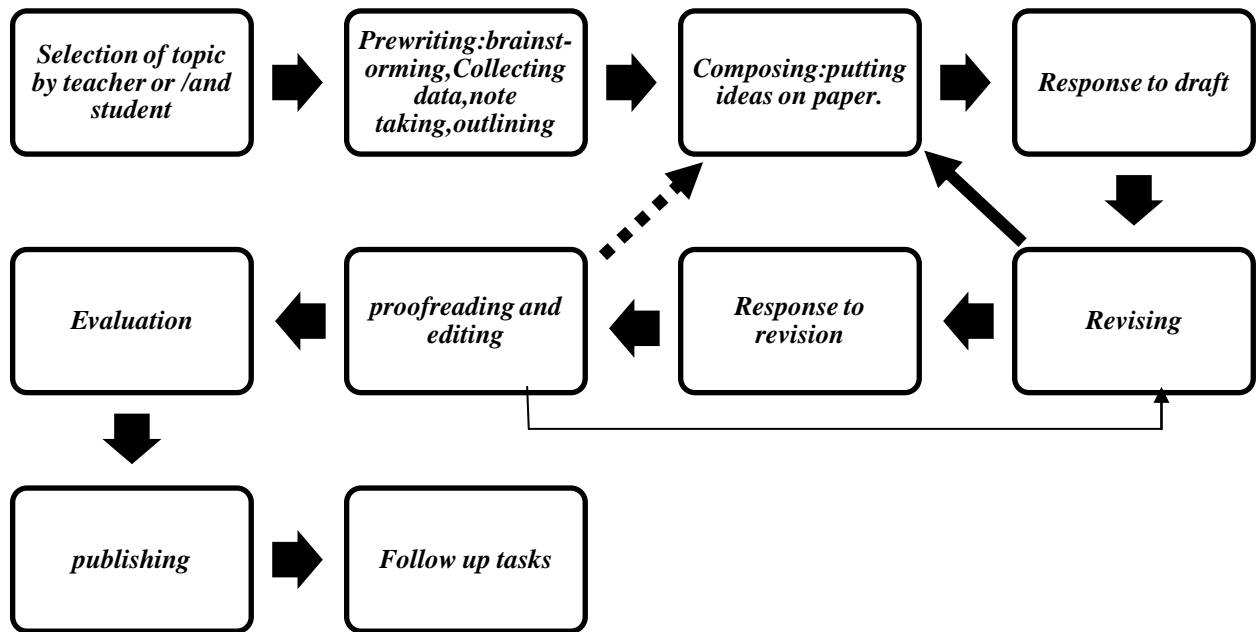 Selection of topic
by teacher or /and
student
Prewriting:brainst-
orming,Collecting
data,note
taking,outlining
Composing:putting
ideas on paper.
Response to draft
Evaluation
proofreading and
editing
Response to
revision
Revising
publishing
Follow up tasks